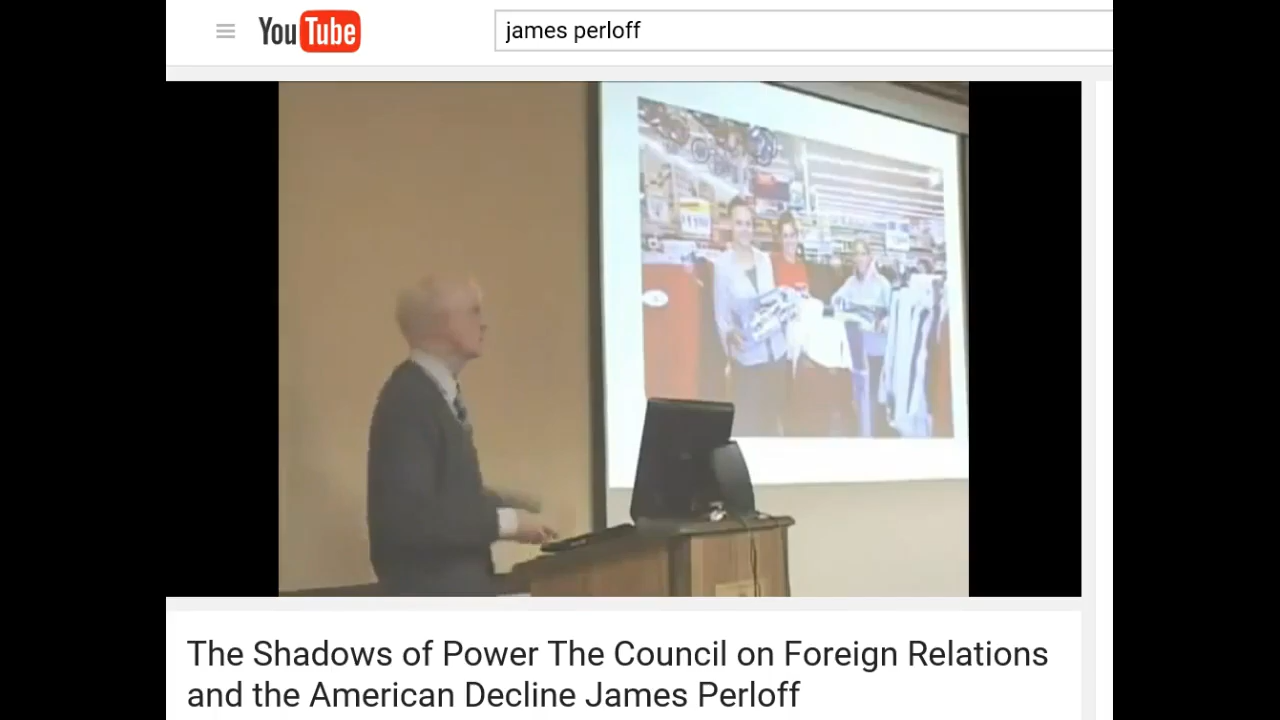 YouTube
james perloff
The Shadows of Power The Council on Foreign Relations
and the American Decline James Perloff